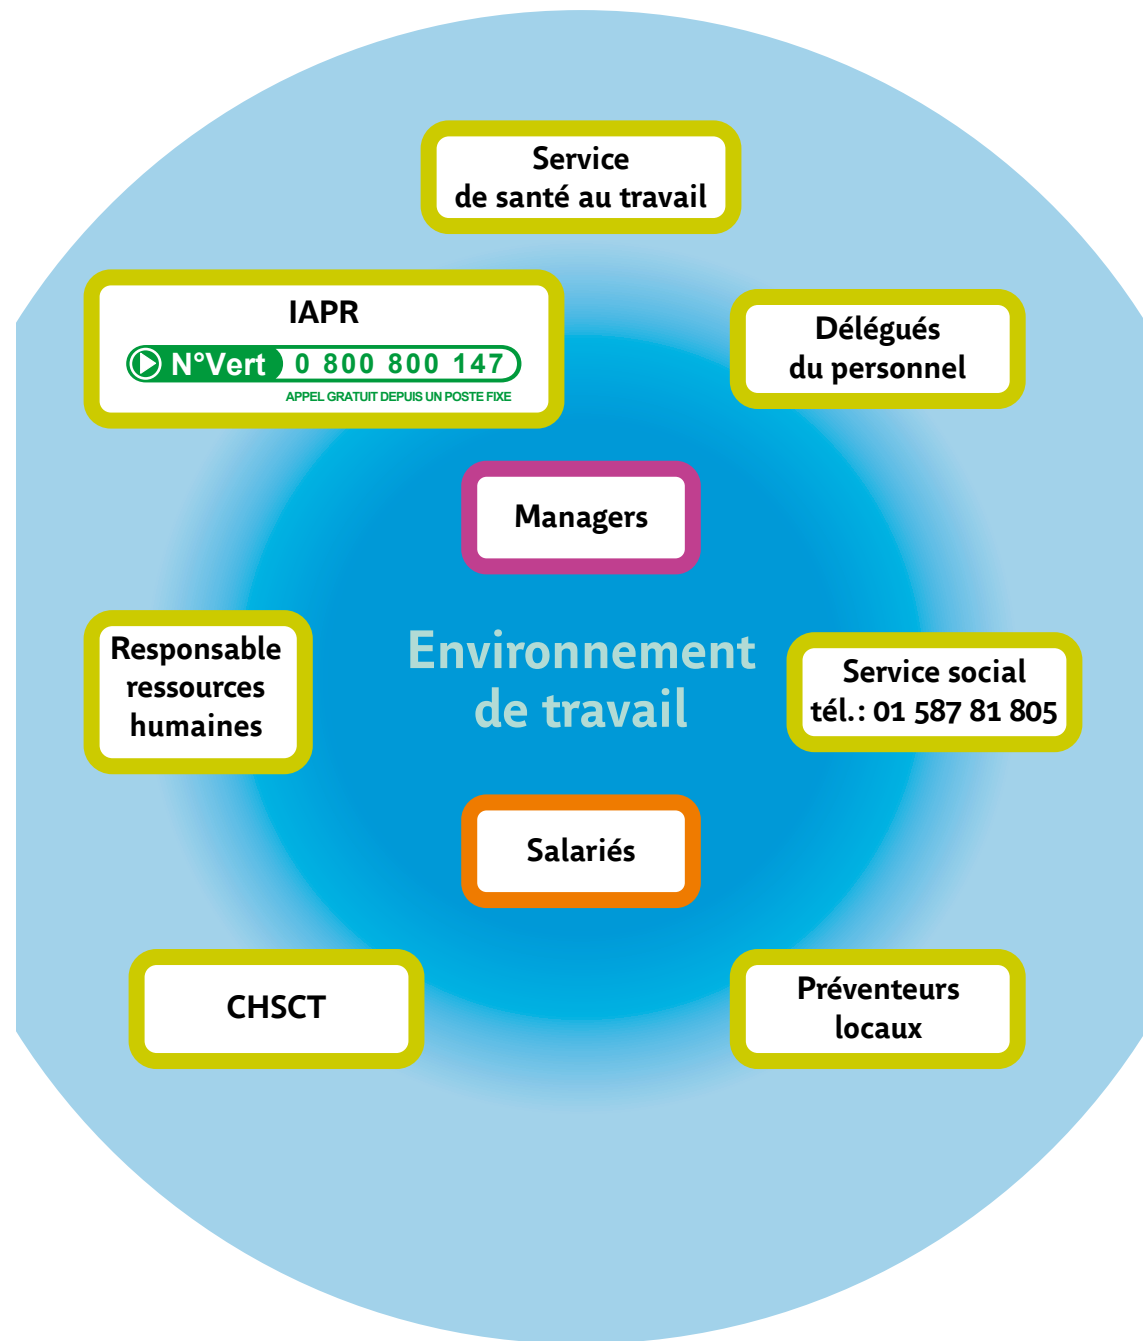 Service
de santé au travail
IAPR
N°Vert 0 800 800 147
APPEL GRATUIT DEPUIS UN POSTE FIXE
Délégués
du personnel
Managers
Environnement
de travail
Responsable
ressources
humaines
Service social
tél.: 01 587 81 805
Salariés
CHSCT
Préventeurs
locaux